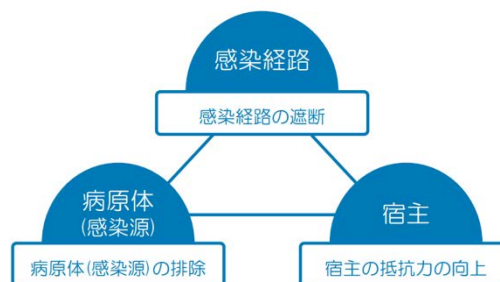 感染経路
感染経路の遮断
病原体
(感染源)
病原体(感染源)の排除
宿主
宿主の抵抗力の向上